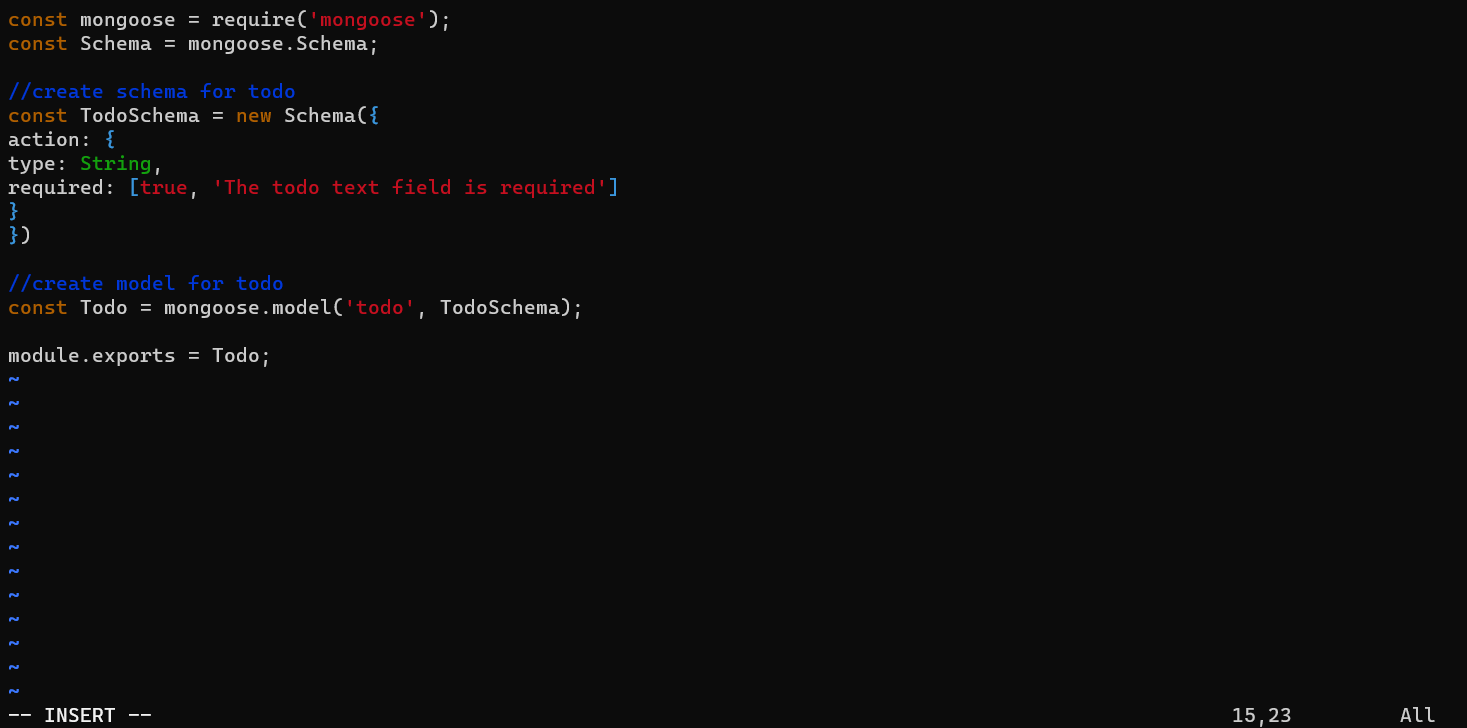 const mongoose = require('mongoose');
const Schema = mongoose.Schema;

//create schema for todo
const TodoSchema = new Schema({
action: {
type: String,
required: [true, 'The todo text field is required']
}
})

//create model for todo
const Todo = mongoose.model('todo', TodoSchema);

module.exports = Todo;
~
~
~
~
~
~
~
~
~
~
~
~
~
~
-- INSERT -- 15,23 All